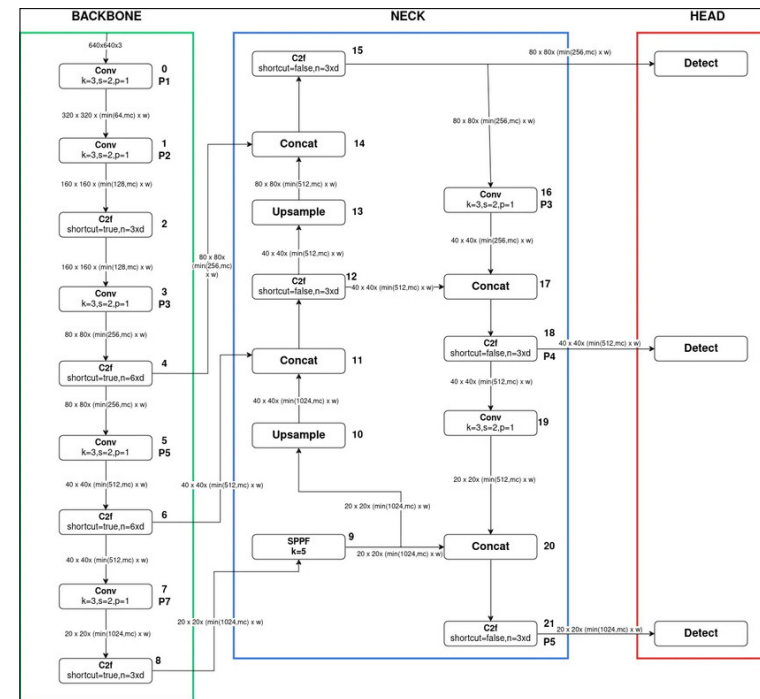 BACKBONE
640x640x3
Conv
k=3,s=2,p=1
0
P1
320 x 320 x (min(64,mc) x w)
Conv
k=3,s=2,p=1
1
P2
160 x 160 x (min(128,mc) x w)
C2f
shortcut=true,n=3xd
2
160 x 160 x (min(128,mc) x w)
Conv
k=3,s=2,p=1
3
P3
80 x 80x (min(256,mc) x w)
C2f
shortcut=true,n=6xd
4
80 x 80x (min(256,mc) x w)
Conv
k=3,s=2,p=1
5
P5
40 x 40x (min(512,mc) x w)
C2f
shortcut=true,n=6xd
6
40 x 40x (min(512,mc) x w)
Conv
k=3,s=2,p=1
7
P7
20 x 20x (min(1024,mc) x w)
C2f
shortcut=true,n=3xd
8
80 x 80x
(min(256,mc)
x w)
40 x 40x (min(512,mc) x w)
20 x 20x (min(1024,mc) x w)
NECK
C2f
shortcut=false,n=3xd
15
Concat
14
80 x 80x (min(512,mc) x w)
Upsample
13
40 x 40x (min(512,mc) x w)
C2f
shortcut=false,n=3xd
12
40 x 40x (min(512,mc) x w)
Concat
11
40 x 40x (min(1024,mc) x w)
Upsample
10
20 x 20x (min(1024,mc) x w)
SPPF
k=5
9
20 x 20x (min(1024,mc) x w)
80 x 80x (min(256,mc) x w)
80 x 80x (min(256,mc) x w)
Conv
k=3,s=2,p=1
16
P3
40 x 40x (min(256,mc) x w)
Concat
17
C2f
shortcut=false,n=3xd
18
P4
40 x 40x (min(512,mc) x w)
40 x 40x (min(512,mc) x w)
Conv
k=3,s=2,p=1
19
20 x 20x (min(512,mc) x w)
Concat
20
C2f
shortcut=false,n=3xd
21
P5
20 x 20x (min(1024,mc) x w)
HEAD
Detect
Detect
Detect